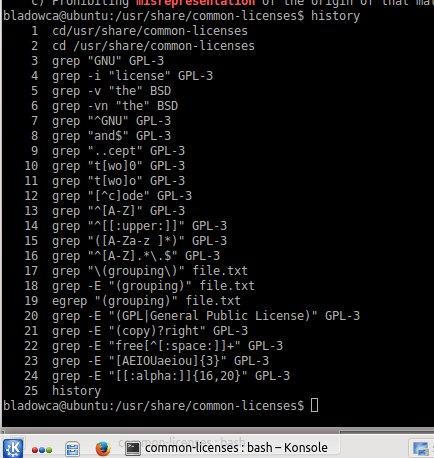 c) Prohibiting misrepresentation of the origin of that mat
bladowca@ubuntu:/usr/share/common-licenses$ history
1 cd/usr/share/common-licenses
2 cd /usr/share/common-licenses
3 grep "GNU" GPL-3
4 grep -i "license" GPL-3
5 grep -v "the" BSD
6 grep -vn "the" BSD
7 grep "^GNU" GPL-3
8 grep "and$" GPL-3
9 grep "..cept" GPL-3
10 grep "t[wo]0" GPL-3
11 grep "t[wo]o" GPL-3
12 grep "[^c]ode" GPL-3
13 grep "^[A-Z]" GPL-3
14 grep "^[[:upper:]]" GPL-3
15 grep "([A-Za-z ]*)" GPL-3
16 grep "^[A-Z].*\.$" GPL-3
17 grep "\(grouping\)" file.txt
18 grep -E "(grouping)" file.txt
19 egrep "(grouping)" file.txt
20 grep -E "(GPL|General Public License)" GPL-3
21 grep -E "(copy)?right" GPL-3
22 grep -E "free[^[:space:]]+" GPL-3
23 grep -E "[AEIOUaeiou]{3}" GPL-3
24 grep -E "[[:alpha:]]{16,20}" GPL-3
25 history
bladowca@ubuntu:/usr/share/common-licenses$
common-licenses : bash – Konsole